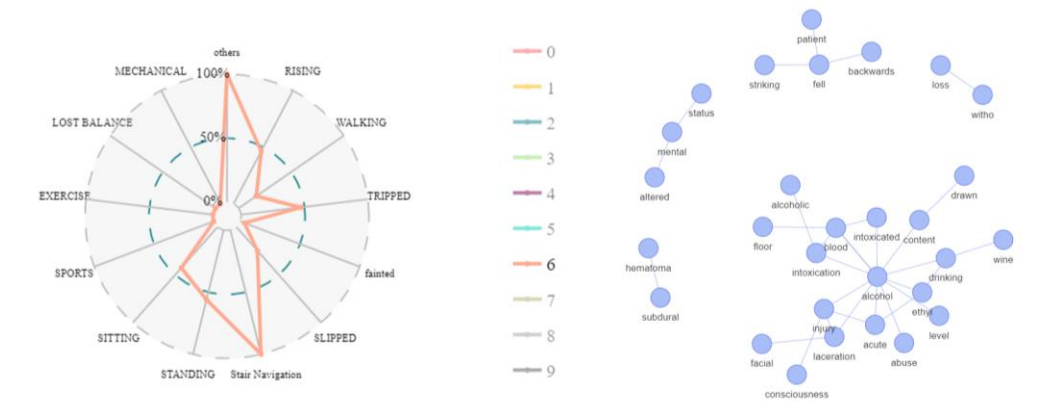 others
MECHANICAL
100%
RISING
LOST BALANCE
50%
WALKING
EXERCISE
0%
TRIPPED
SPORTS
fainted
SITTING
SLIPPED
STANDING
Stair Navigation
0
1
2
3
4
5
6
7
8
9
patient
striking
fell
backwards
loss
witho
status
mental
altered
drawn
alcoholic
floor
blood
intoxicated
content
wine
intoxication
drinking
hematoma
alcohol
ethyl
subdural
injury
acute
level
facial
laceration
abuse
consciousness